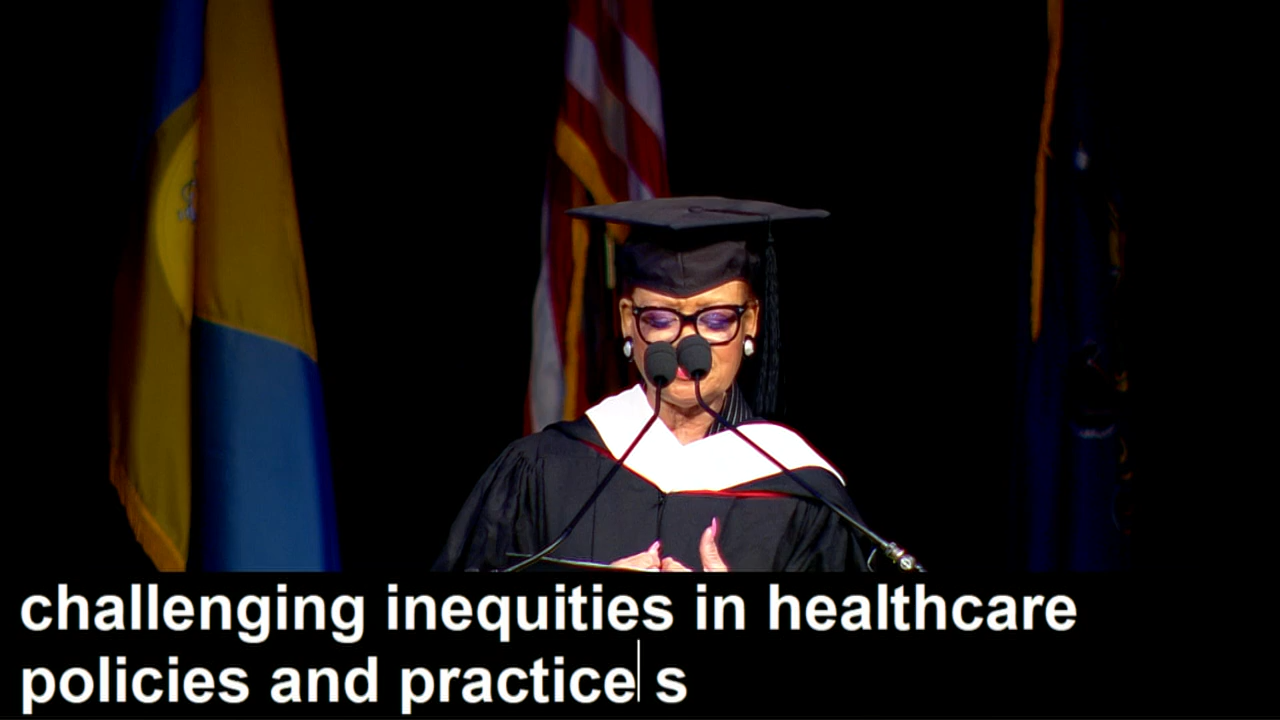 challenging inequities in healthcare
policies and practice s